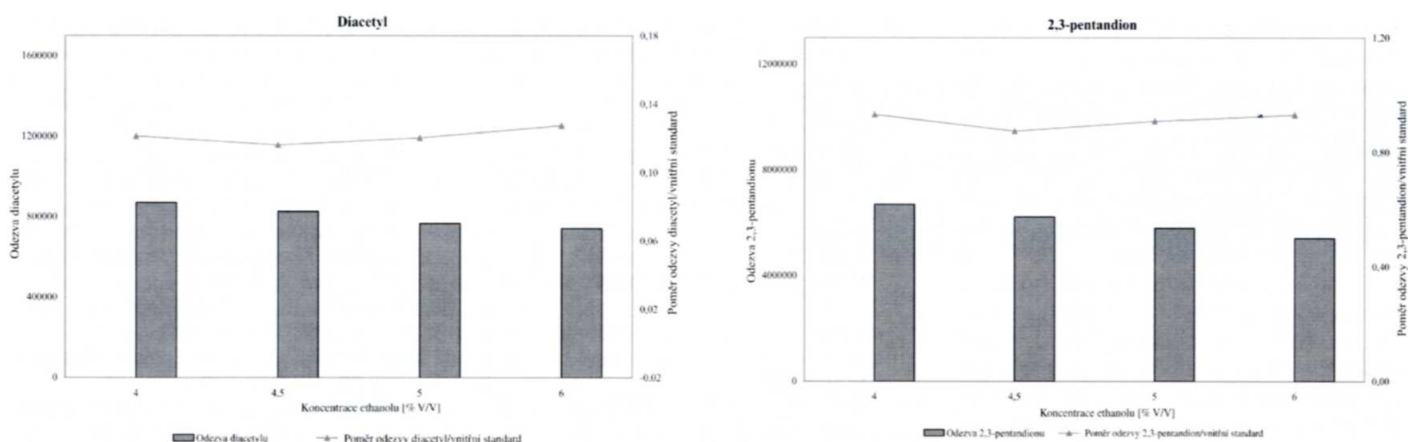 Diacetyl
1600000
1200000
800000
400000
0
Odezva diacetylu
0,18
0,14
0,10
0,06
0,02
-0,02
Poměr odezvy diacetyl/vnitřní standard
4
4,5
5
6
Koncentrace ethanolu [% V/V]
Odezva diacetylu
Poměr odezvy diacetyl/vnitřní standard
2,3-pentandion
12000000
8000000
4000000
0
Odezva 2,3-pentandionu
1,20
0,80
0,40
0,00
Poměr odezvy 2,3-pentandion/vnitřní standard
4
4,5
5
6
Koncentrace ethanolu [% V/V]
Odezva 2,3-pentandionu
Poměr odezvy 2,3-pentandion/vnitřní standard